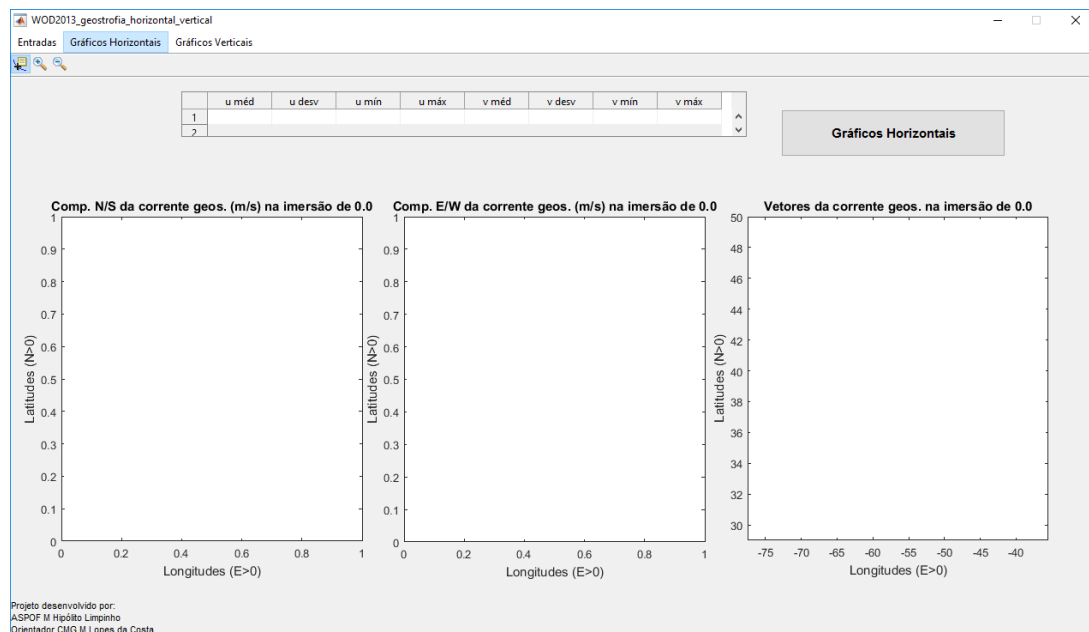 WOD2013_geostrofia_horizontal_vertical
Entradas Gráficos Horizontais Gráficos Verticais
u méd u desv u mín u máx v méd v desv v mín v máx
1
2
Gráficos Horizontais
Comp. N/S da corrente geos. (m/s) na imersão de 0.0
1
0.9
0.8
0.7
0.6
0.5
0.4
0.3
0.2
0.1
0
Latitudes (N>0)
0 0.2 0.4 0.6 0.8 1
Longitudes (E>0)
Comp. E/W da corrente geos. (m/s) na imersão de 0.0
1
0.9
0.8
0.7
0.6
0.5
0.4
0.3
0.2
0.1
0
Latitudes (N>0)
0 0.2 0.4 0.6 0.8 1
Longitudes (E>0)
Vetores da corrente geos. na imersão de 0.0
50
48
46
44
42
40
38
36
34
32
30
Latitudes (N>0)
-75 -70 -65 -60 -55 -50 -45 -40
Longitudes (E>0)
Projeto desenvolvido por:
ASPOF M Hipólito Limpinho
Orientador CMG M Lopes da Costa